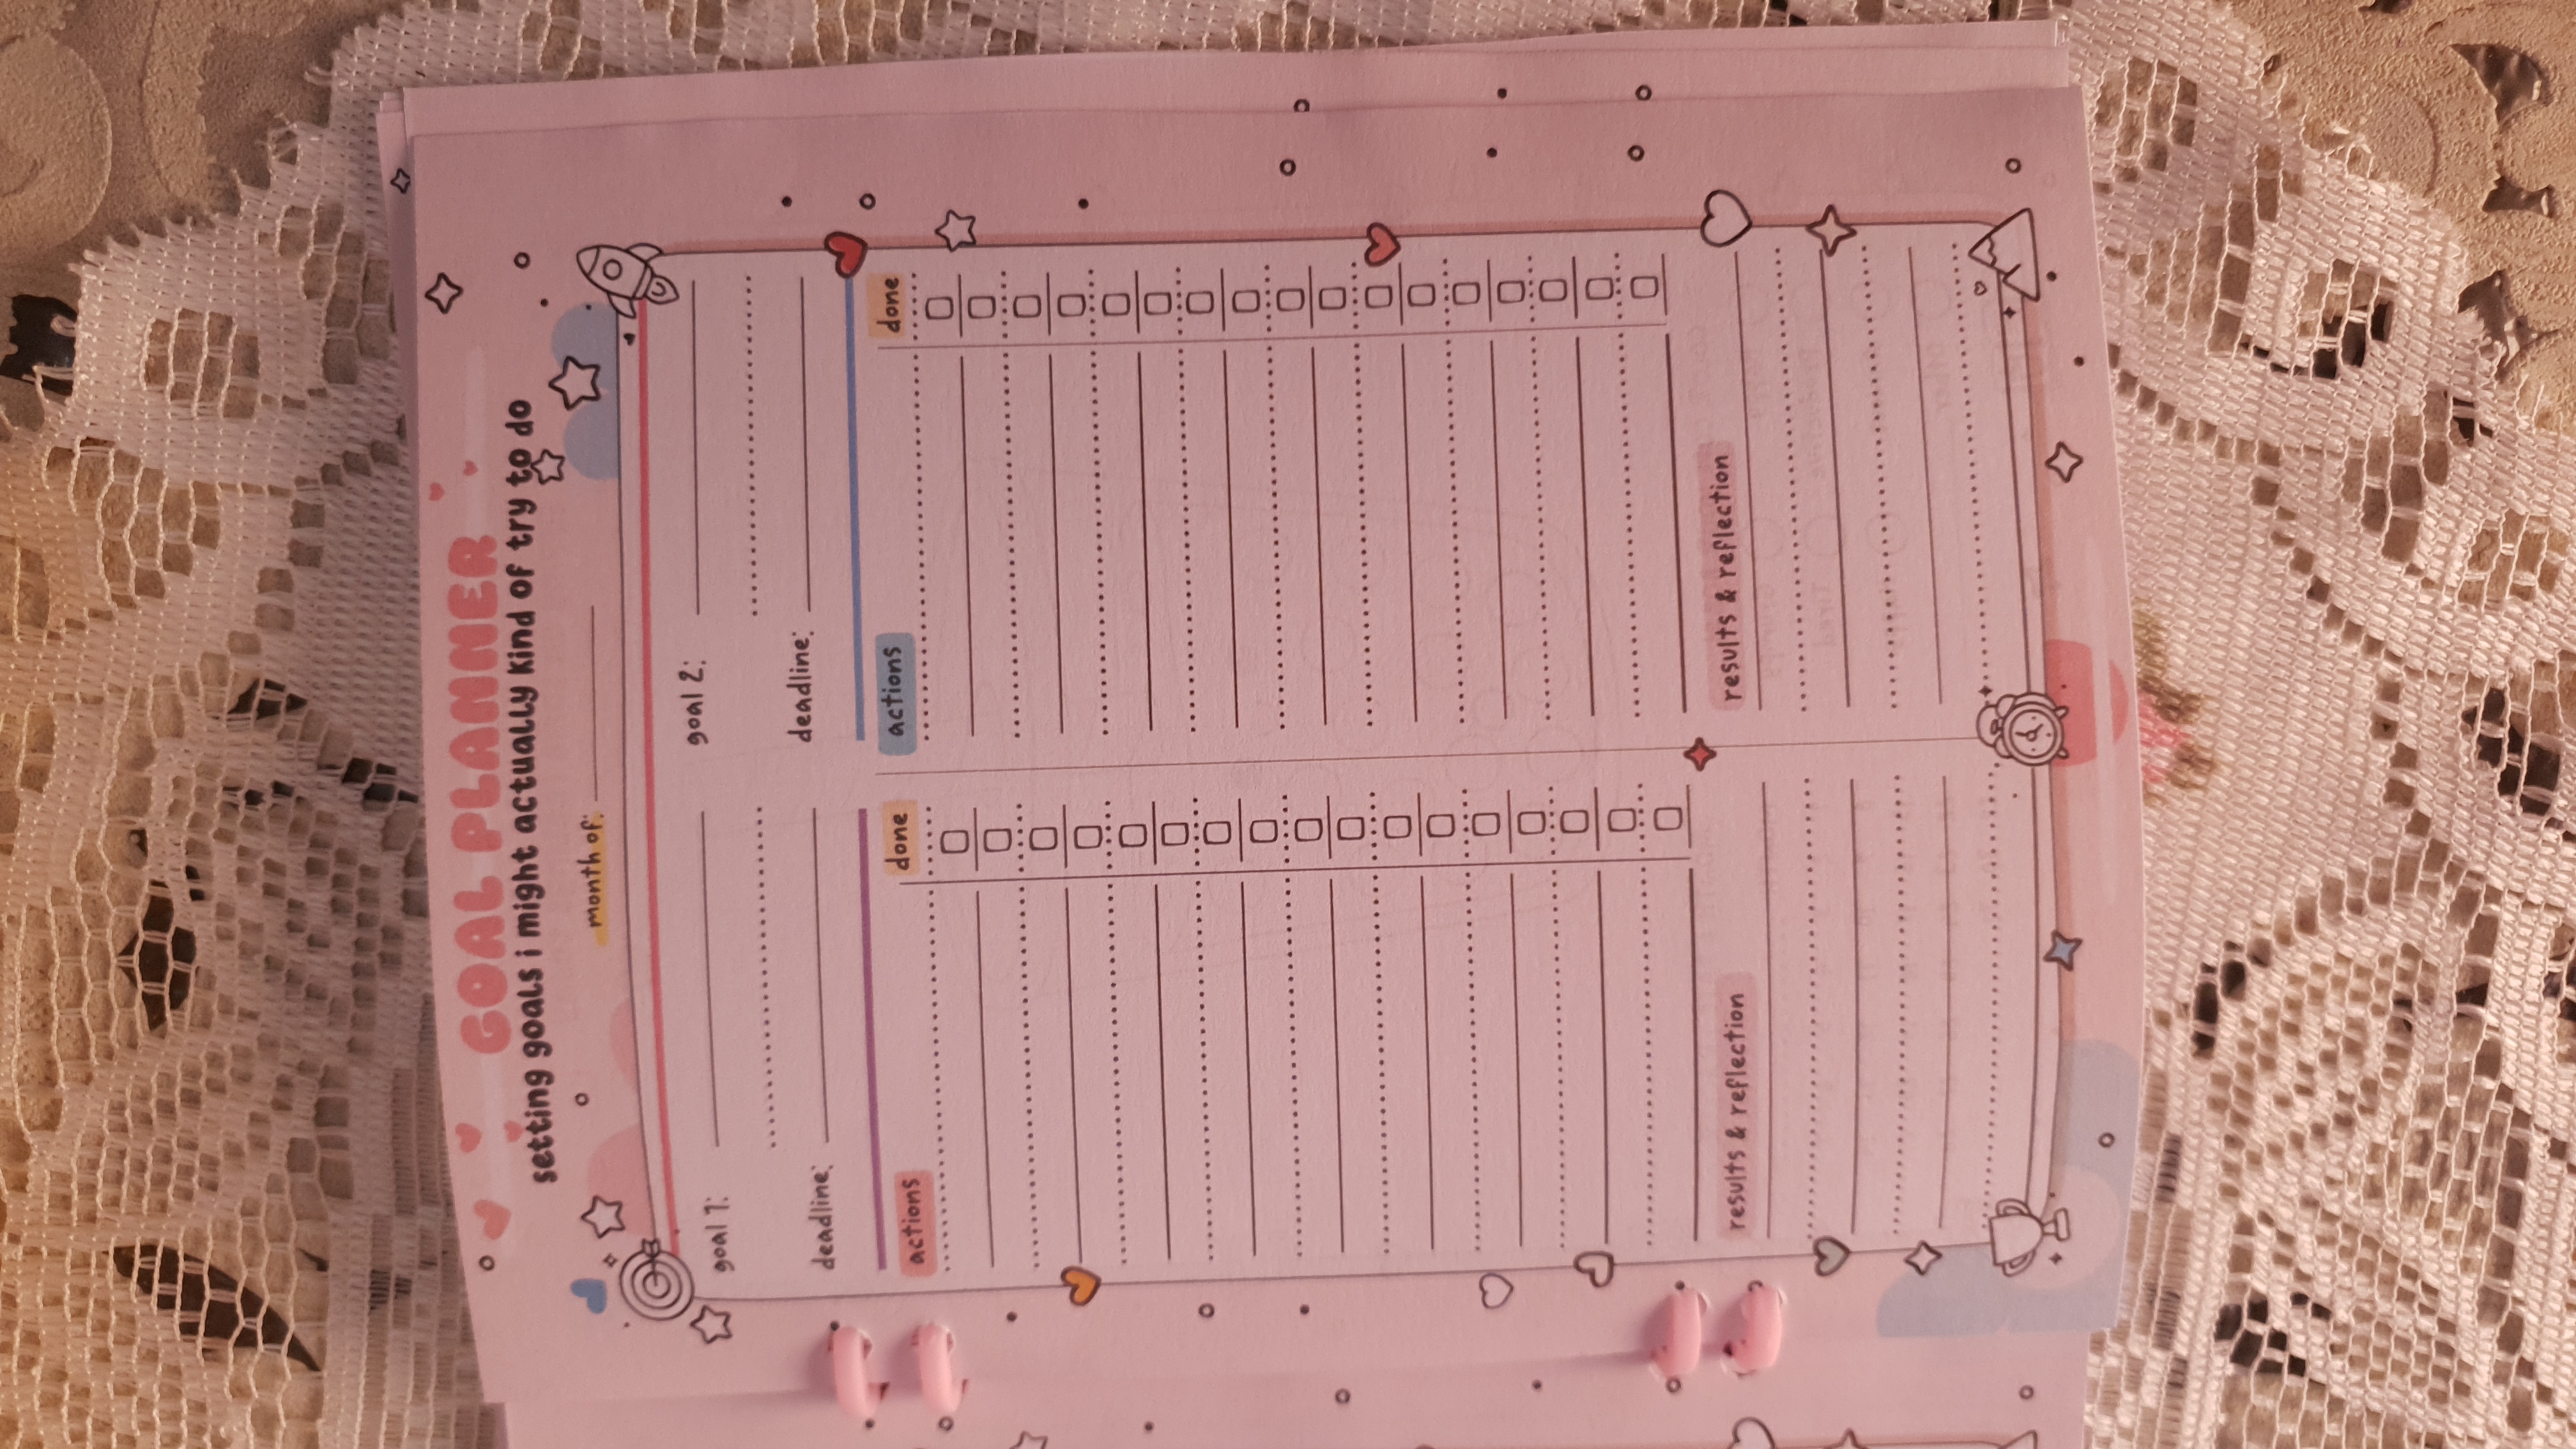 GOAL PLANNER
setting goals i might actually kind of try to do
month of:
goal 1:
deadline:
actions
done
goal 2:
deadline:
actions
done
results & reflection
results & reflection